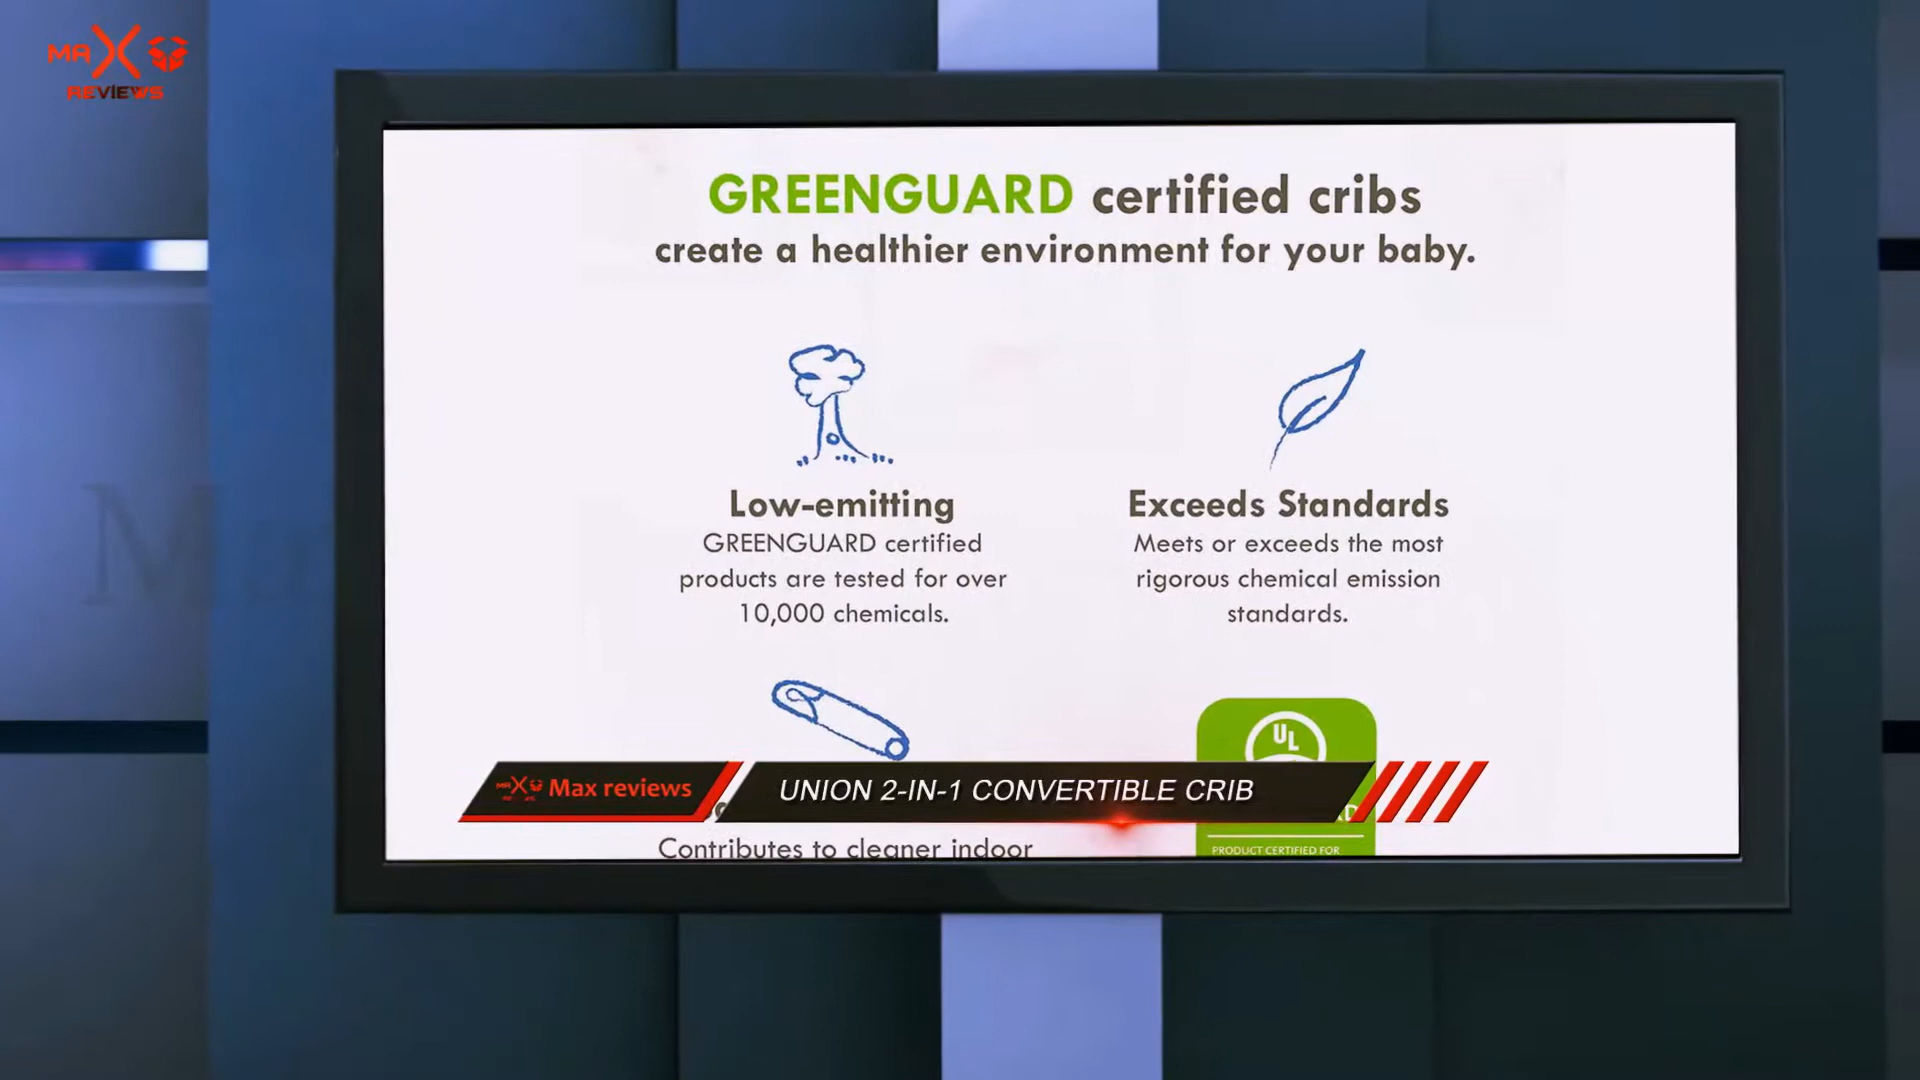 MAX
REVIEWS
GREENGUARD certified cribs
create a healthier environment for your baby.
Low-emitting
GREENGUARD certified
products are tested for over
10,000 chemicals.
Exceeds Standards
Meets or exceeds the most
rigorous chemical emission
standards.
UL
Max reviews
UNION 2-IN-1 CONVERTIBLE CRIB
Contributes to cleaner indoor
PRODUCT CERTIFIED FOR